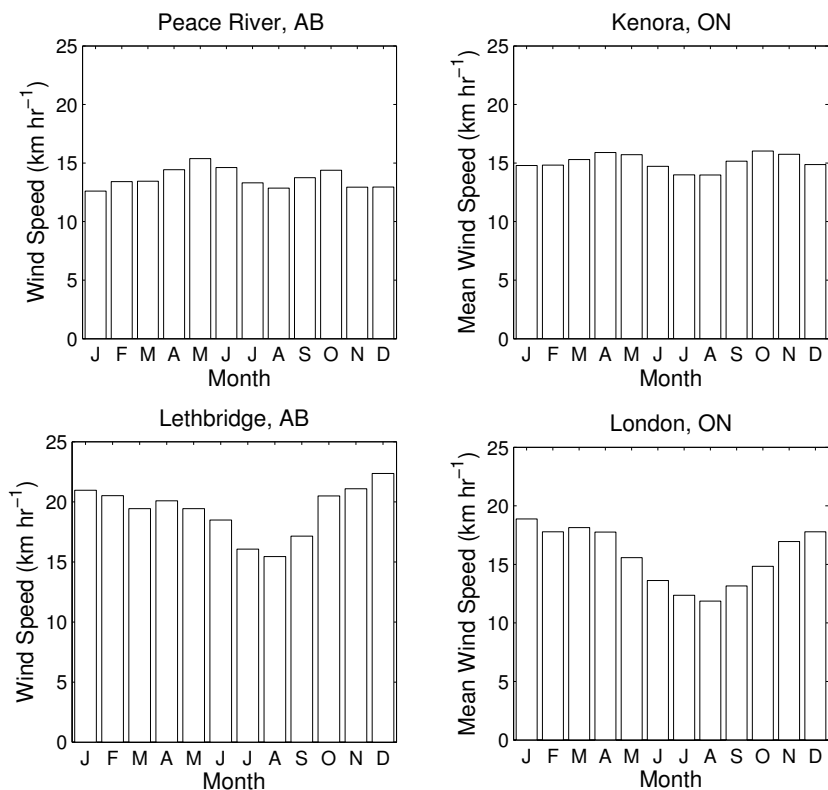 Peace River, AB
25
20
15
10
5
0
Wind Speed (km hr−1)
J F M A M J J A S O N D
Month
Kenora, ON
25
20
15
10
5
0
Mean Wind Speed (km hr−1)
J F M A M J J A S O N D
Month
Lethbridge, AB
25
20
15
10
5
0
Wind Speed (km hr−1)
J F M A M J J A S O N D
Month
London, ON
25
20
15
10
5
0
Mean Wind Speed (km hr−1)
J F M A M J J A S O N D
Month